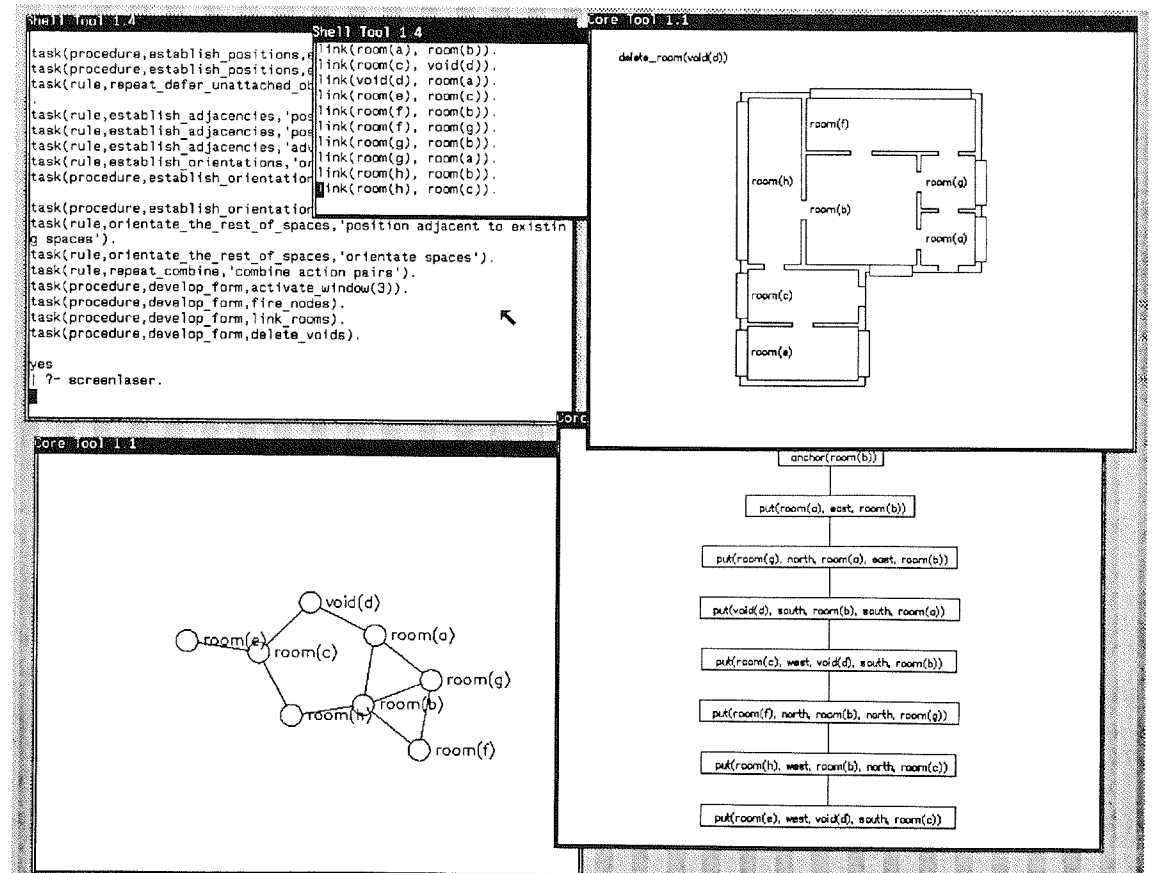 Shell Tool 1.4
task(procedure,establish_positions,e
task(procedure,establish_positions,e
task(rule,repeat_defer_unattached_ob
.
task(rule,establish_adjacencies,'pos
task(rule,establish_adjacencies,'pos
task(rule,establish_adjacencies,'adv
task(rule,establish_orientations,'or
task(procedure,establish_orientation
task(procedure,establish_orientation
task(rule,orientate_the_rest_of_spaces,'position adjacent to existin
g spaces').
task(rule,orientate_the_rest_of_spaces,'orientate spaces').
task(rule,repeat_combine,'combine action pairs').
task(procedure,develop_form,activate_window(3)).
task(procedure,develop_form,fire_nodes).
task(procedure,develop_form,link_rooms).
task(procedure,develop_form,delete_voids).
yes
| ?- screenlaser.
Shell Tool 1.4
link(room(a), room(b)).
link(room(c), void(d)).
link(void(d), room(a)).
link(room(e), room(c)).
link(room(f), room(b)).
link(room(f), room(g)).
link(room(g), room(b)).
link(room(g), room(a)).
link(room(h), room(b)).
link(room(h), room(c)).
Core Tool 1.1
delete_room(void(d))
room(f)
room(h)
room(g)
room(b)
room(a)
room(c)
room(e)
Core Tool 1.1
void(d)
room(e)
room(a)
room(c)
room(g)
room(b)
room(h)
room(f)
Core
anchor(room(b))
put(room(a), east, room(b))
put(room(g), north, room(a), east, room(b))
put(void(d), south, room(b), south, room(a))
put(room(c), west, void(d), south, room(b))
put(room(f), north, room(b), north, room(g))
put(room(h), west, room(b), north, room(c))
put(room(e), west, void(d), south, room(c))